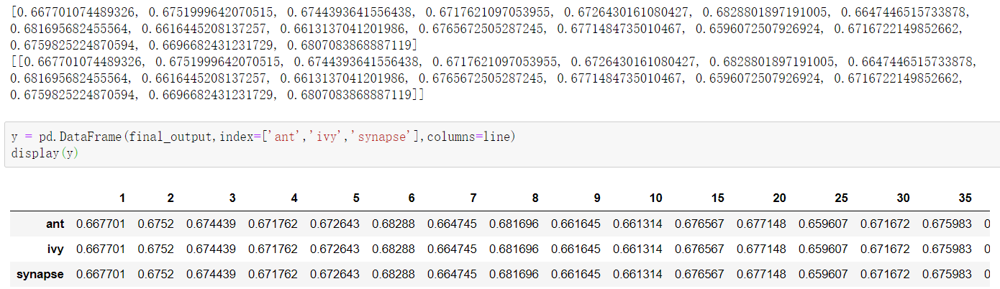 [0.667701074489326, 0.6751999642070515, 0.6744393641556438, 0.6717621097053955, 0.6726430161080427, 0.6828801897191005, 0.6647446515733878,
0.681695682455564, 0.6616445208137257, 0.6613137041201986, 0.6765672505287245, 0.6771484735010467, 0.6596072507926924, 0.6716722149852662,
0.6759825224870594, 0.6696682431231729, 0.6807083868887119]
[[0.667701074489326, 0.6751999642070515, 0.6744393641556438, 0.6717621097053955, 0.6726430161080427, 0.6828801897191005, 0.6647446515733878,
0.681695682455564, 0.6616445208137257, 0.6613137041201986, 0.6765672505287245, 0.6771484735010467, 0.6596072507926924, 0.6716722149852662,
0.6759825224870594, 0.6696682431231729, 0.6807083868887119]]
y = pd.DataFrame(final_output,index=['ant','ivy','synapse'],columns=line)
display(y)
1 2 3 4 5 6 7 8 9 10 15 20 25 30 35
ant 0.667701 0.6752 0.674439 0.671762 0.672643 0.68288 0.664745 0.681696 0.661645 0.661314 0.676567 0.677148 0.659607 0.671672 0.675983 0
ivy 0.667701 0.6752 0.674439 0.671762 0.672643 0.68288 0.664745 0.681696 0.661645 0.661314 0.676567 0.677148 0.659607 0.671672 0.675983 0
synapse 0.667701 0.6752 0.674439 0.671762 0.672643 0.68288 0.664745 0.681696 0.661645 0.661314 0.676567 0.677148 0.659607 0.671672 0.675983 0